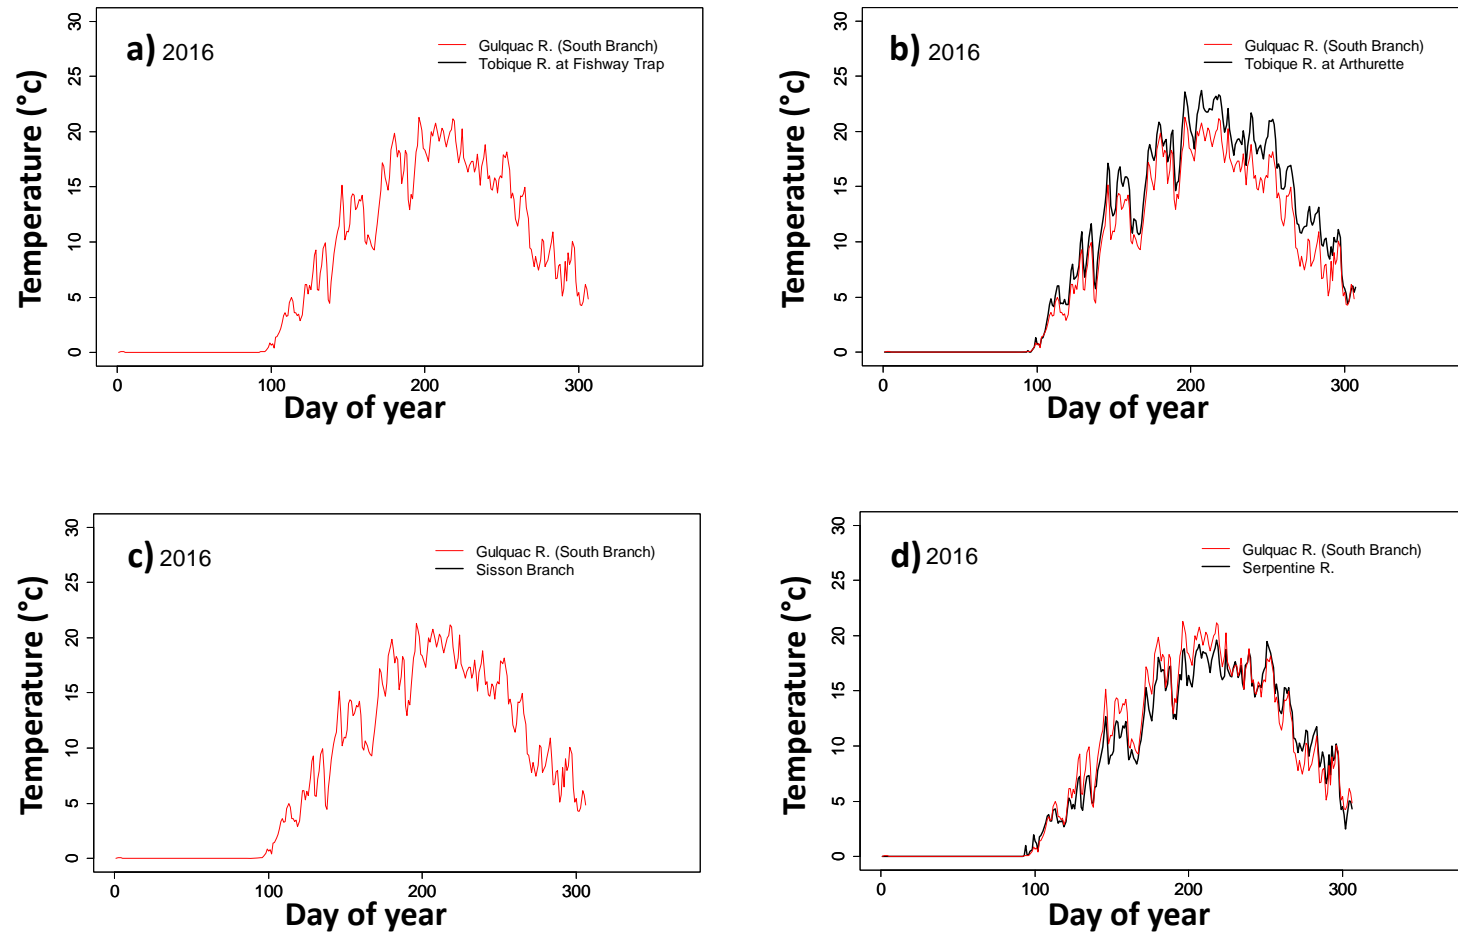 a) 2016
Gulquac R. (South Branch)
Tobique R. at Fishway Trap
Temperature (°c)
30
25
20
15
10
5
0
0 100 200 300
Day of year
b) 2016
Gulquac R. (South Branch)
Tobique R. at Arthurette
Temperature (°c)
30
25
20
15
10
5
0
0 100 200 300
Day of year
c) 2016
Gulquac R. (South Branch)
Sisson Branch
Temperature (°c)
30
25
20
15
10
5
0
0 100 200 300
Day of year
d) 2016
Gulquac R. (South Branch)
Serpentine R.
Temperature (°c)
30
25
20
15
10
5
0
0 100 200 300
Day of year